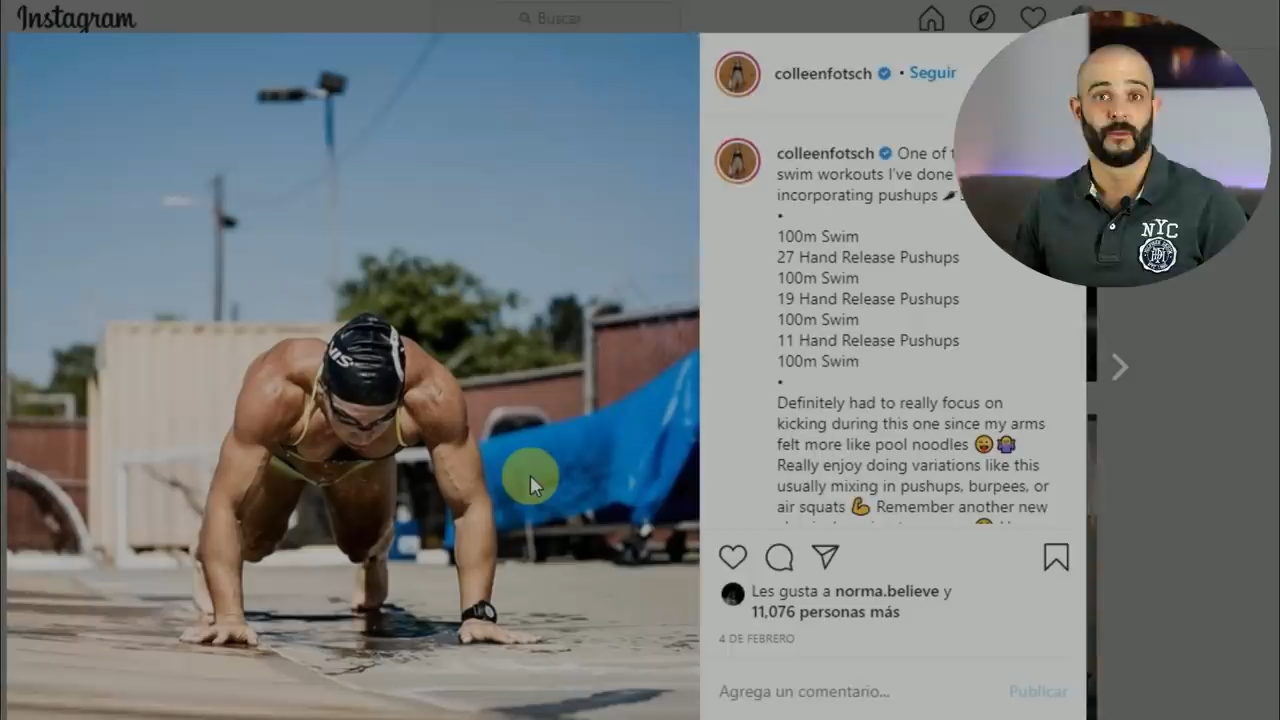 Instagram
Buscar
colleenfotsch • Seguir
colleenfotsch One of
swim workouts I've done
incorporating pushups
•
100m Swim
27 Hand Release Pushups
100m Swim
19 Hand Release Pushups
100m Swim
11 Hand Release Pushups
100m Swim
•
Definitely had to really focus on
kicking during this one since my arms
felt more like pool noodles
Really enjoy doing variations like this
usually mixing in pushups, burpees, or
air squats 💪 Remember another new
Les gusta a norma.believe y
11,076 personas más
4 DE FEBRERO
Agrega un comentario...
Publicar
NYC